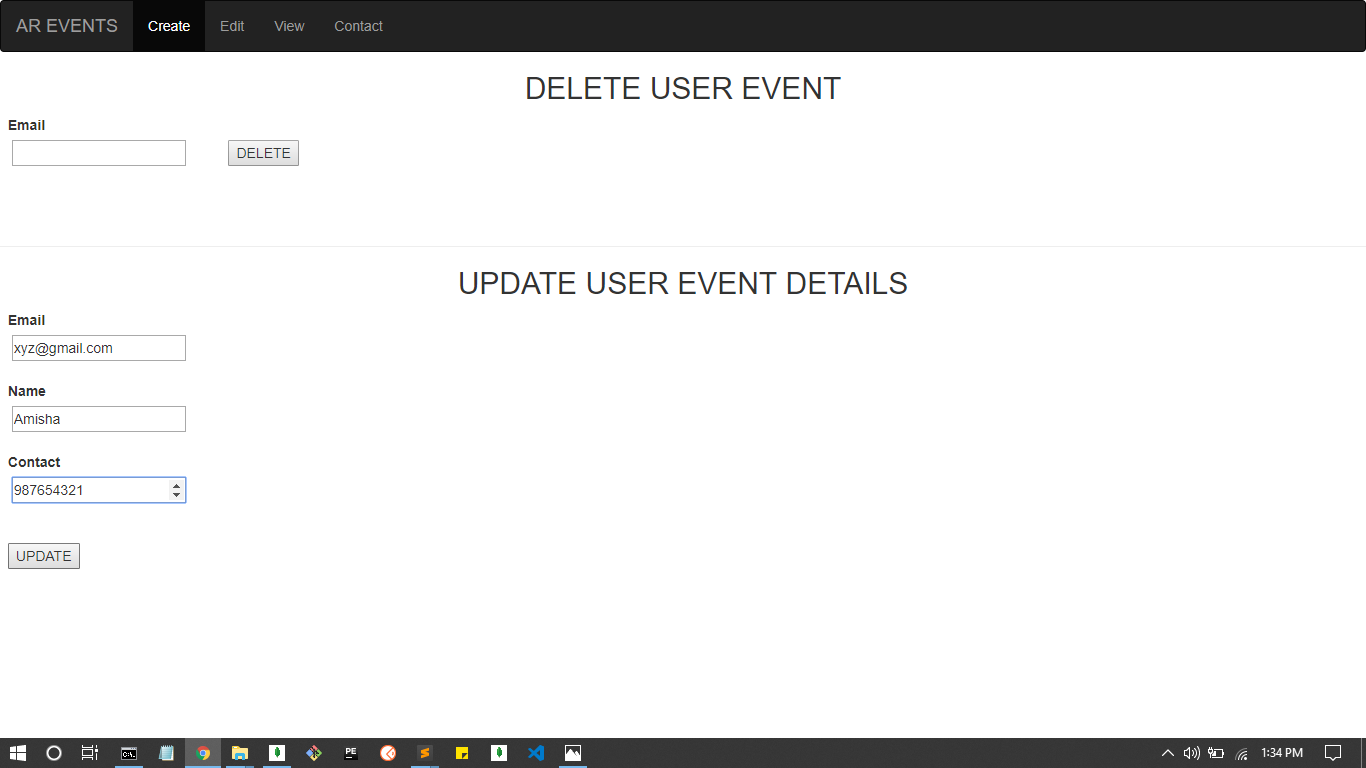 AR EVENTS Create Edit View Contact
DELETE USER EVENT
Email
DELETE
UPDATE USER EVENT DETAILS
Email
xyz@gmail.com
Name
Amisha
Contact
987654321
UPDATE
C:\.
PE
1:34 PM